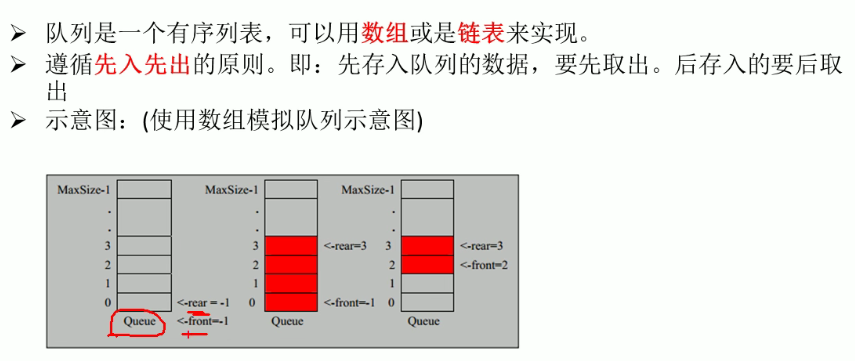 ➢ 队列是一个有序列表，可以用数组或是链表来实现。
➢ 遵循先入先出的原则。即：先存入队列的数据，要先取出。后存入的要后取
出
➢ 示意图：(使用数组模拟队列示意图)
MaxSize-1 MaxSize-1 MaxSize-1
. . .
. . .
3 3 <-rear=3 3 <-rear=3
2 2 2 <-front=2
1 1 1
0 <-rear = -1 0 <-front=-1 0
Queue <-front=-1 Queue Queue